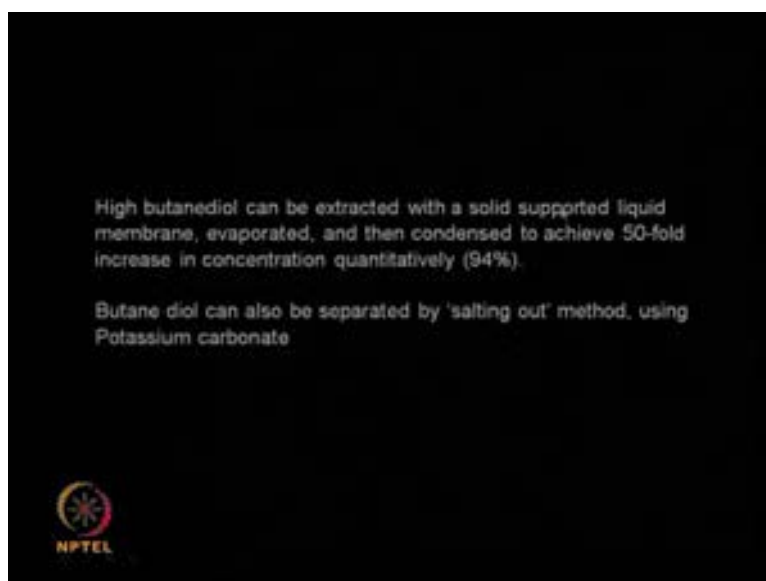 High butanediol can be extracted with a solid supported liquid
membrane, evaporated, and then condensed to achieve 50-fold
increase in concentration quantitatively (94%).
Butane diol can also be separated by 'salting out' method, using
Potassium carbonate
NPTEL